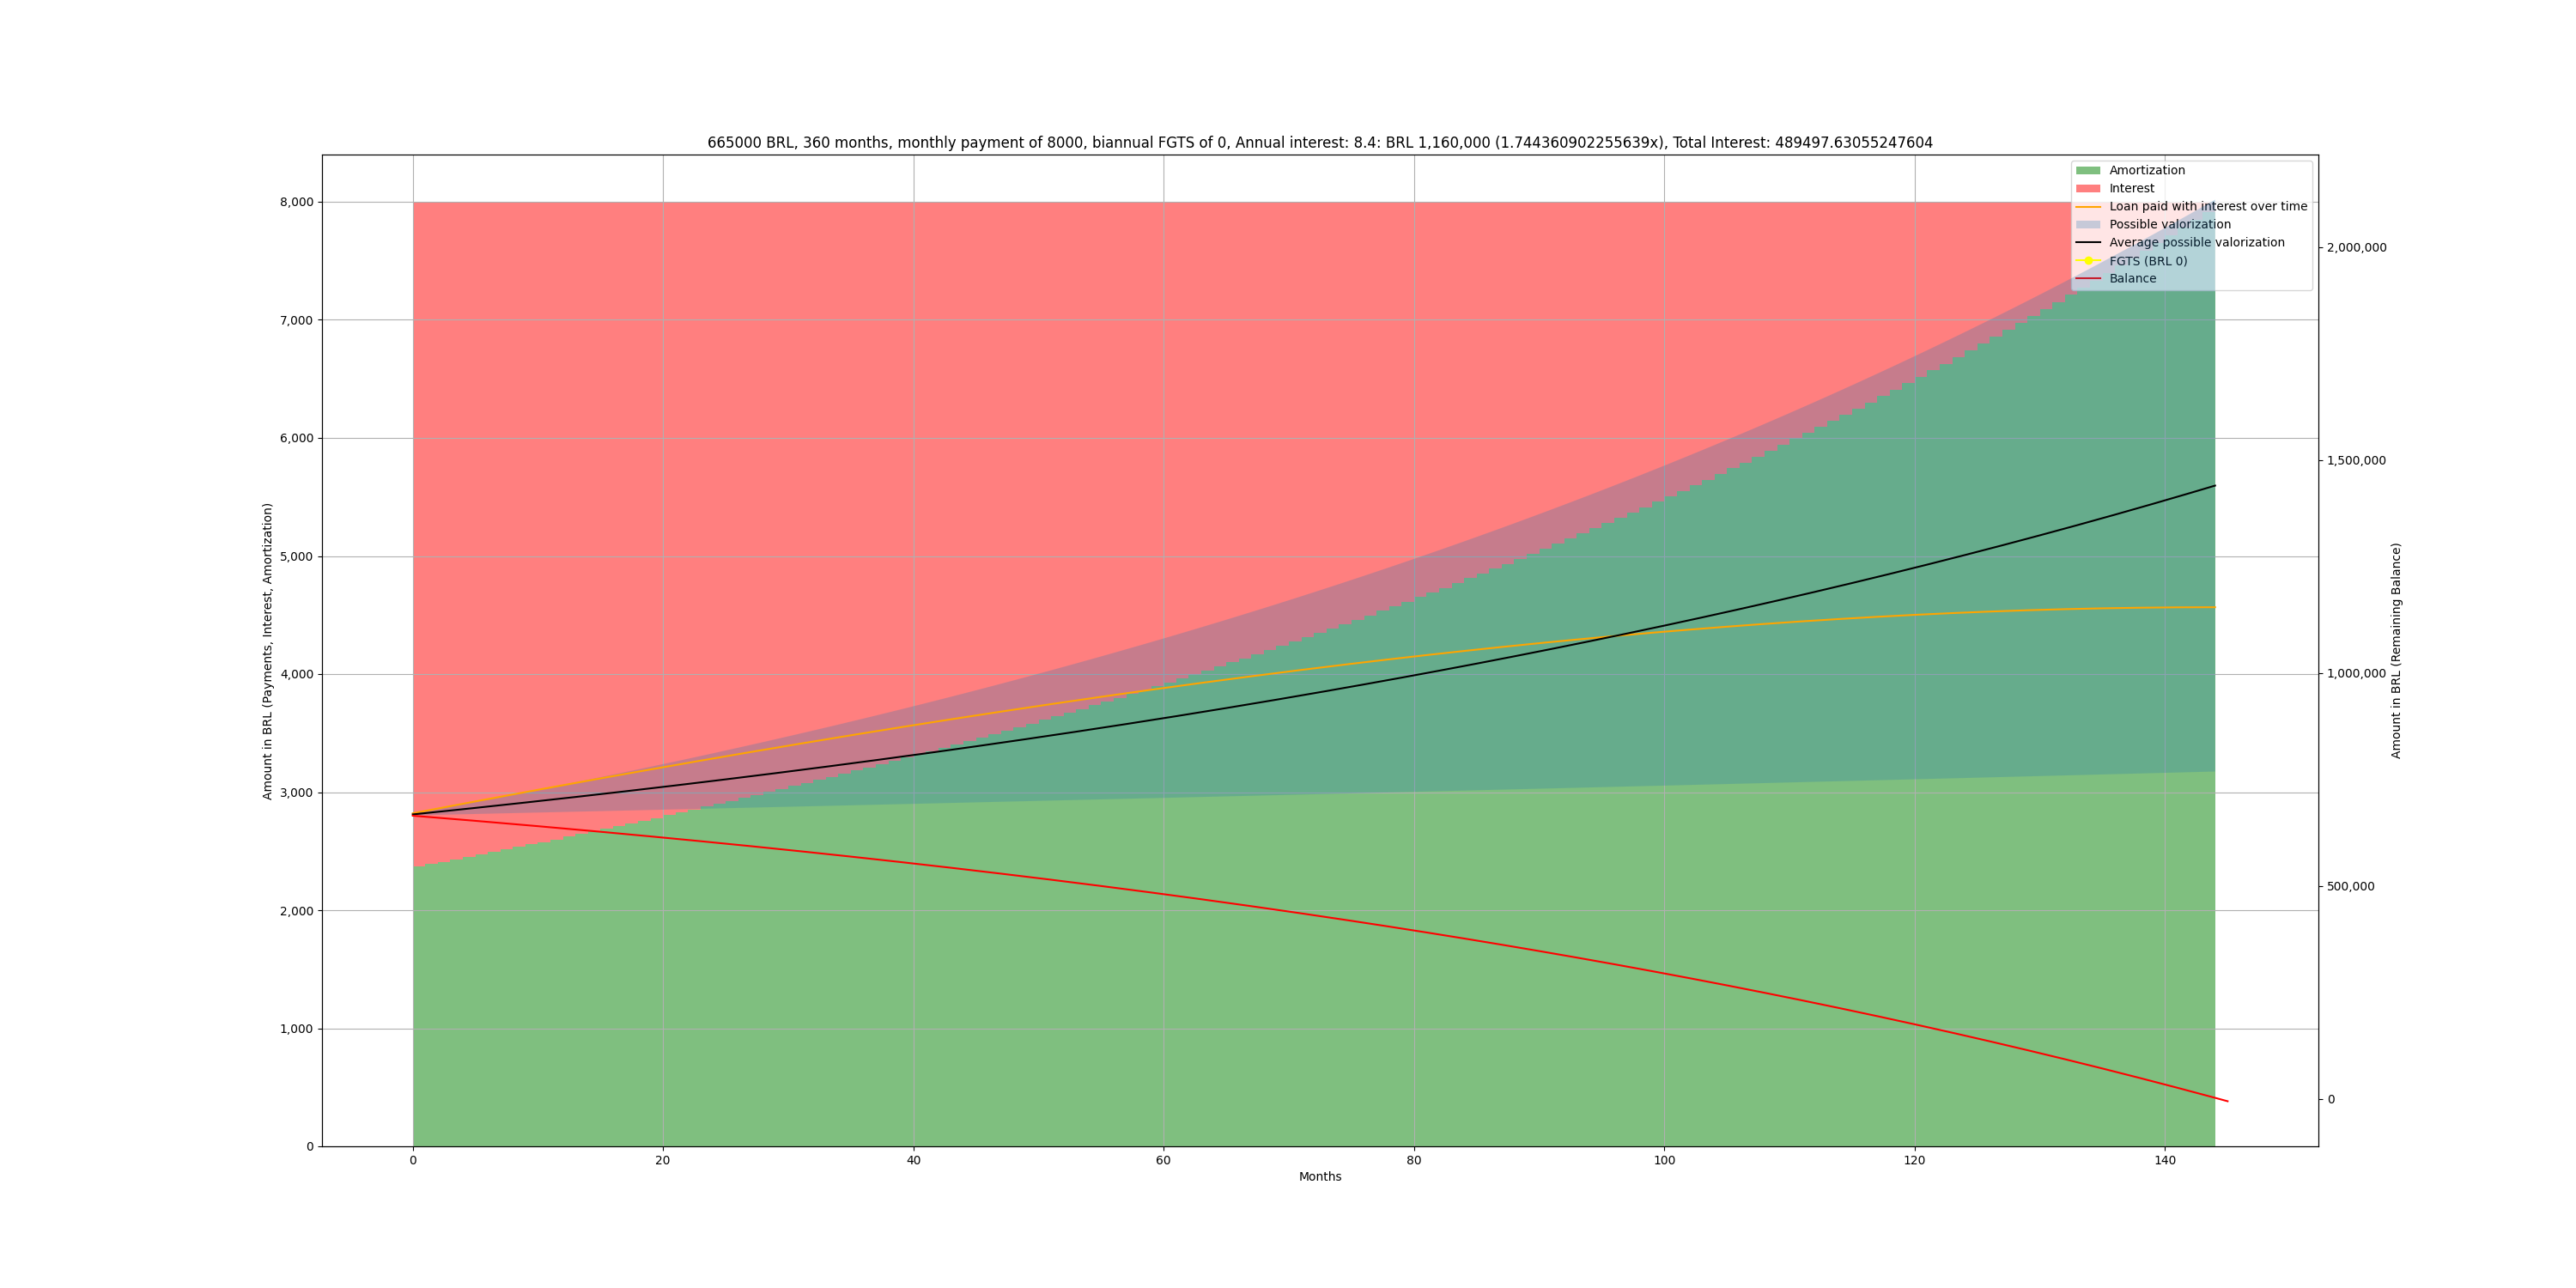 665000 BRL, 360 months, monthly payment of 8000, biannual FGTS of 0, Annual interest: 8.4: BRL 1,160,000 (1.744360902255639x), Total Interest: 489497.63055247604
Amortization
Interest
Loan paid with interest over time
Possible valorization
Average possible valorization
FGTS (BRL 0)
Balance
Amount in BRL (Payments, Interest, Amortization)
8,000
7,000
6,000
5,000
4,000
3,000
2,000
1,000
0
2,000,000
1,500,000
1,000,000
500,000
0
Amount in BRL (Remaining Balance)
0
20
40
60
80
100
120
140
Months